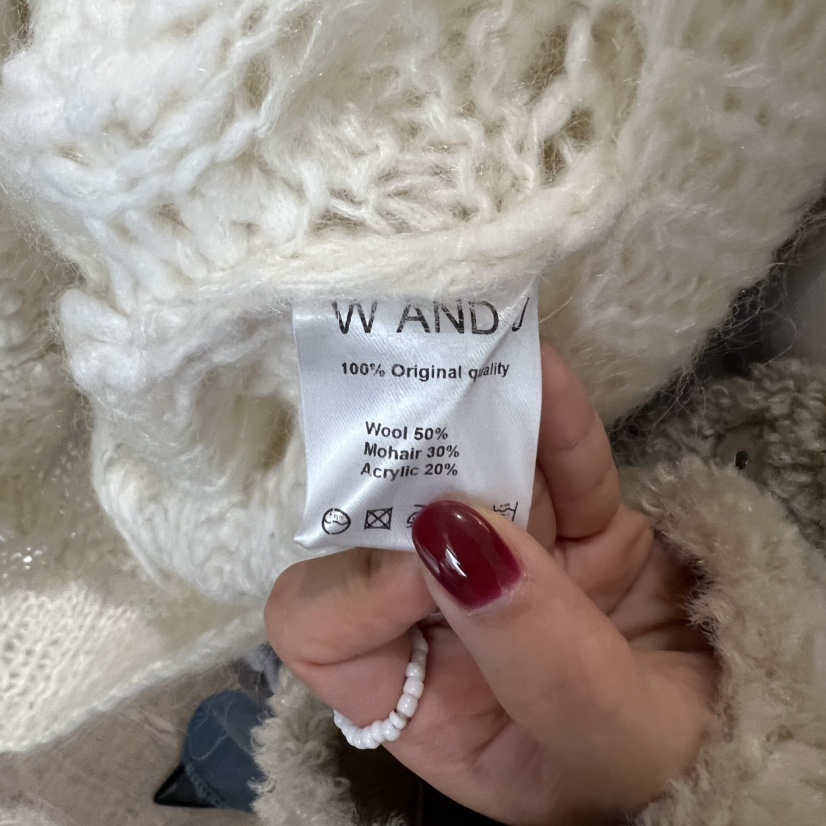 W AND J
100% Original quality
Wool 50%
Mohair 30%
Acrylic 20%